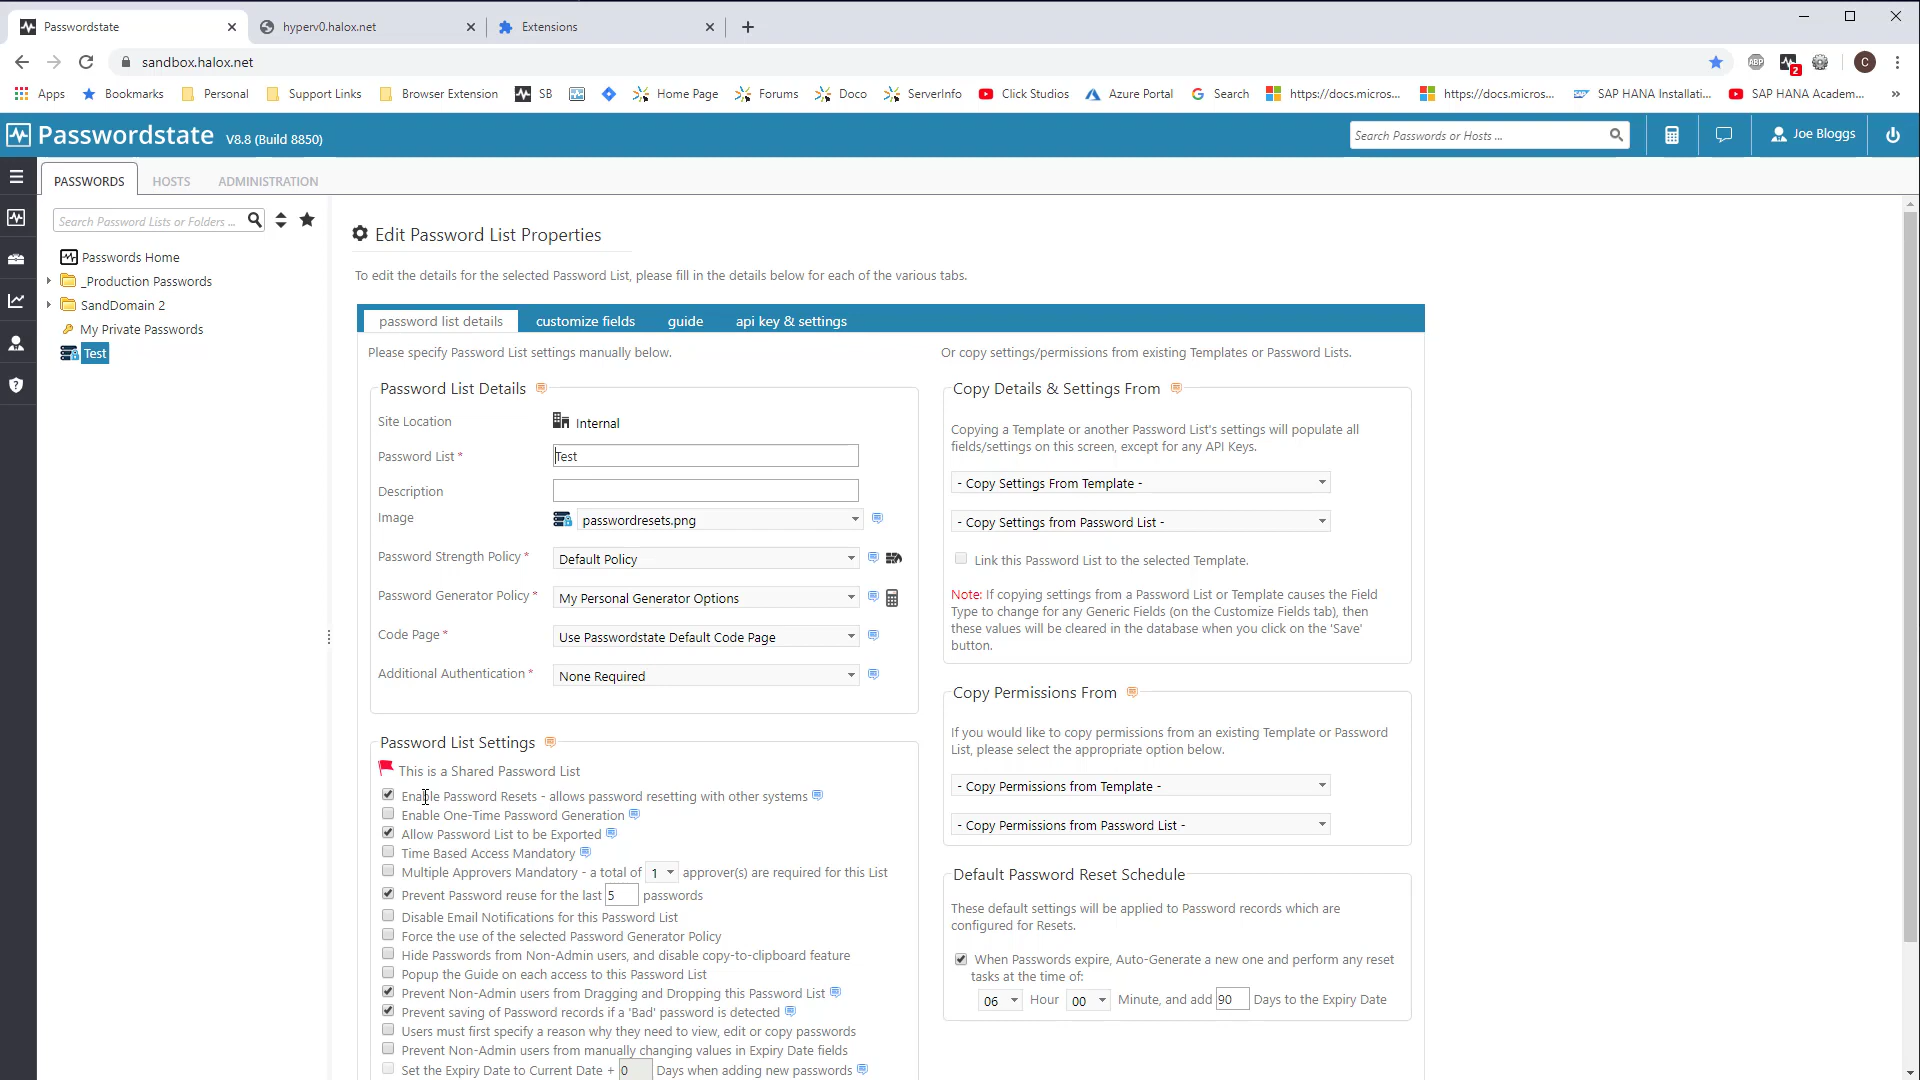 Passwordstate
hyperv0.halox.net
Extensions
sandbox.halox.net
ABP
2
C
Apps
Bookmarks
Personal
Support Links
Browser Extension
SB
Home Page
Forums
Doco
ServerInfo
Click Studios
Azure Portal
Search
https://docs.micros...
https://docs.micros...
SAP HANA Installati...
SAP HANA Academ...
»
Passwordstate V8.8 (Build 8850)
Search Passwords or Hosts ...
Joe Bloggs
PASSWORDS
HOSTS
ADMINISTRATION
Search Password Lists or Folders ...
Passwords Home
_Production Passwords
SandDomain 2
My Private Passwords
Test
Edit Password List Properties
To edit the details for the selected Password List, please fill in the details below for each of the various tabs.
password list details
customize fields
guide
api key & settings
Please specify Password List settings manually below.
Or copy settings/permissions from existing Templates or Password Lists.
Password List Details
Site Location
Internal
Password List *
Test
Description
Image
passwordresets.png
Password Strength Policy *
Default Policy
Password Generator Policy *
My Personal Generator Options
Code Page *
Use Passwordstate Default Code Page
Additional Authentication *
None Required
Password List Settings
This is a Shared Password List
Enable Password Resets - allows password resetting with other systems
Enable One-Time Password Generation
Allow Password List to be Exported
Time Based Access Mandatory
Multiple Approvers Mandatory - a total of 1 approver(s) are required for this List
Prevent Password reuse for the last 5 passwords
Disable Email Notifications for this Password List
Force the use of the selected Password Generator Policy
Hide Passwords from Non-Admin users, and disable copy-to-clipboard feature
Popup the Guide on each access to this Password List
Prevent Non-Admin users from Dragging and Dropping this Password List
Prevent saving of Password records if a 'Bad' password is detected
Users must first specify a reason why they need to view, edit or copy passwords
Prevent Non-Admin users from manually changing values in Expiry Date fields
Set the Expiry Date to Current Date + 0 Days when adding new passwords
Copy Details & Settings From
Copying a Template or another Password List's settings will populate all
fields/settings on this screen, except for any API Keys.
- Copy Settings From Template -
- Copy Settings from Password List -
Link this Password List to the selected Template.
Note: If copying settings from a Password List or Template causes the Field
Type to change for any Generic Fields (on the Customize Fields tab), then
these values will be cleared in the database when you click on the 'Save'
button.
Copy Permissions From
If you would like to copy permissions from an existing Template or Password
List, please select the appropriate option below.
- Copy Permissions from Template -
- Copy Permissions from Password List -
Default Password Reset Schedule
These default settings will be applied to Password records which are
configured for Resets.
When Passwords expire, Auto-Generate a new one and perform any reset
tasks at the time of:
06 Hour 00 Minute, and add 90 Days to the Expiry Date